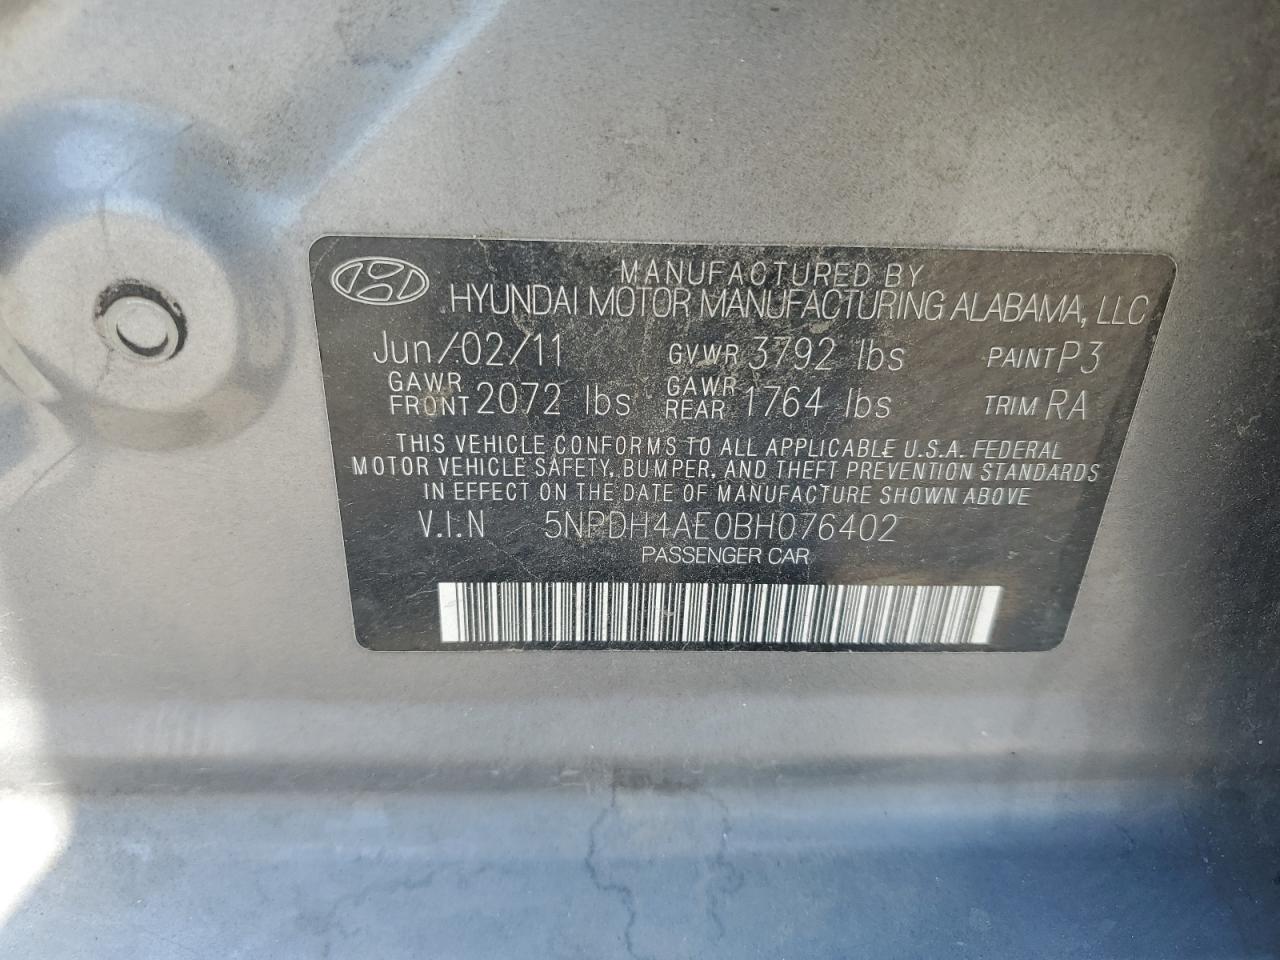 MANUFACTURED BY
HYUNDAI MOTOR MANUFACTURING ALABAMA, LLC
Jun/02/11 GVWR 3792 lbs PAINT P3
GAWR FRONT 2072 lbs GAWR REAR 1764 lbs TRIM RA
THIS VEHICLE CONFORMS TO ALL APPLICABLE U.S.A. FEDERAL
MOTOR VEHICLE SAFETY, BUMPER, AND THEFT PREVENTION STANDARDS
IN EFFECT ON THE DATE OF MANUFACTURE SHOWN ABOVE
V.I.N 5NPDH4AE0BH076402
PASSENGER CAR